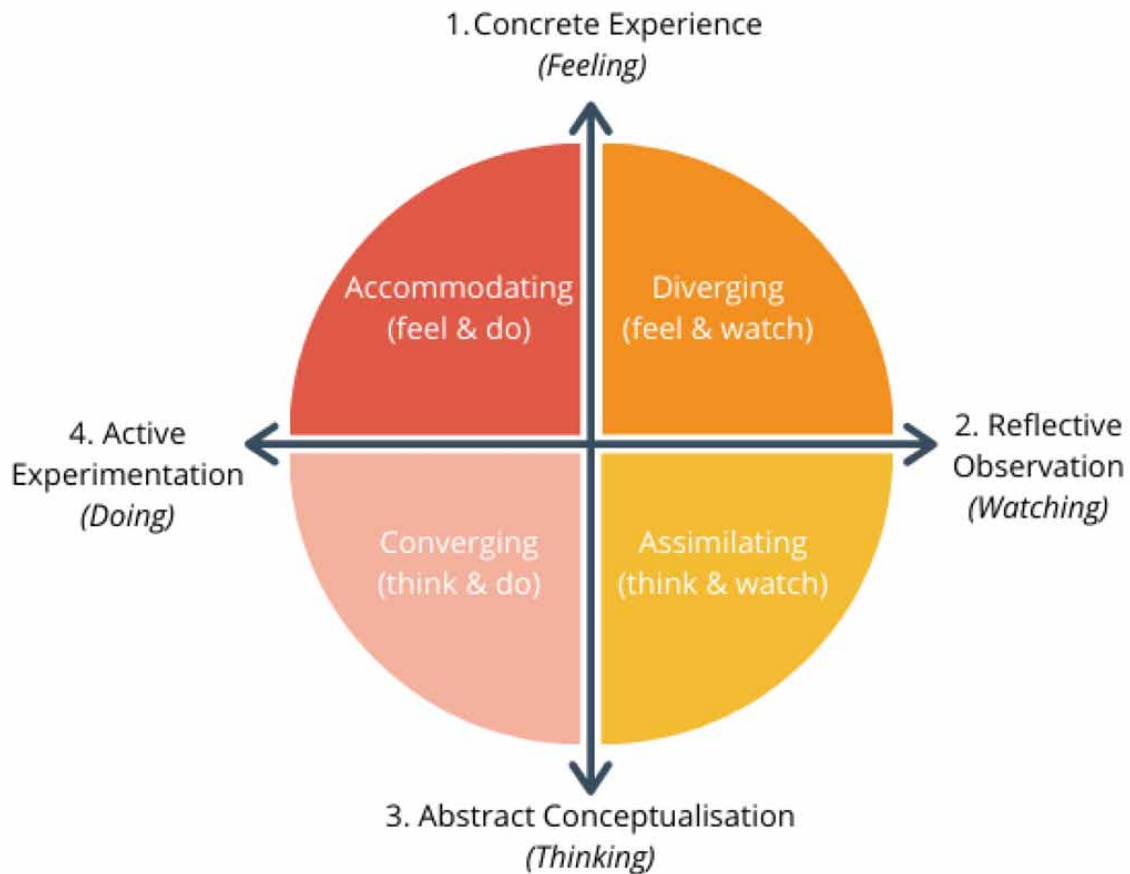 1. Concrete Experience
(Feeling)
Accommodating
(feel & do)
Diverging
(feel & watch)
4. Active
Experimentation
(Doing)
2. Reflective
Observation
(Watching)
Converging
(think & do)
Assimilating
(think & watch)
3. Abstract Conceptualisation
(Thinking)